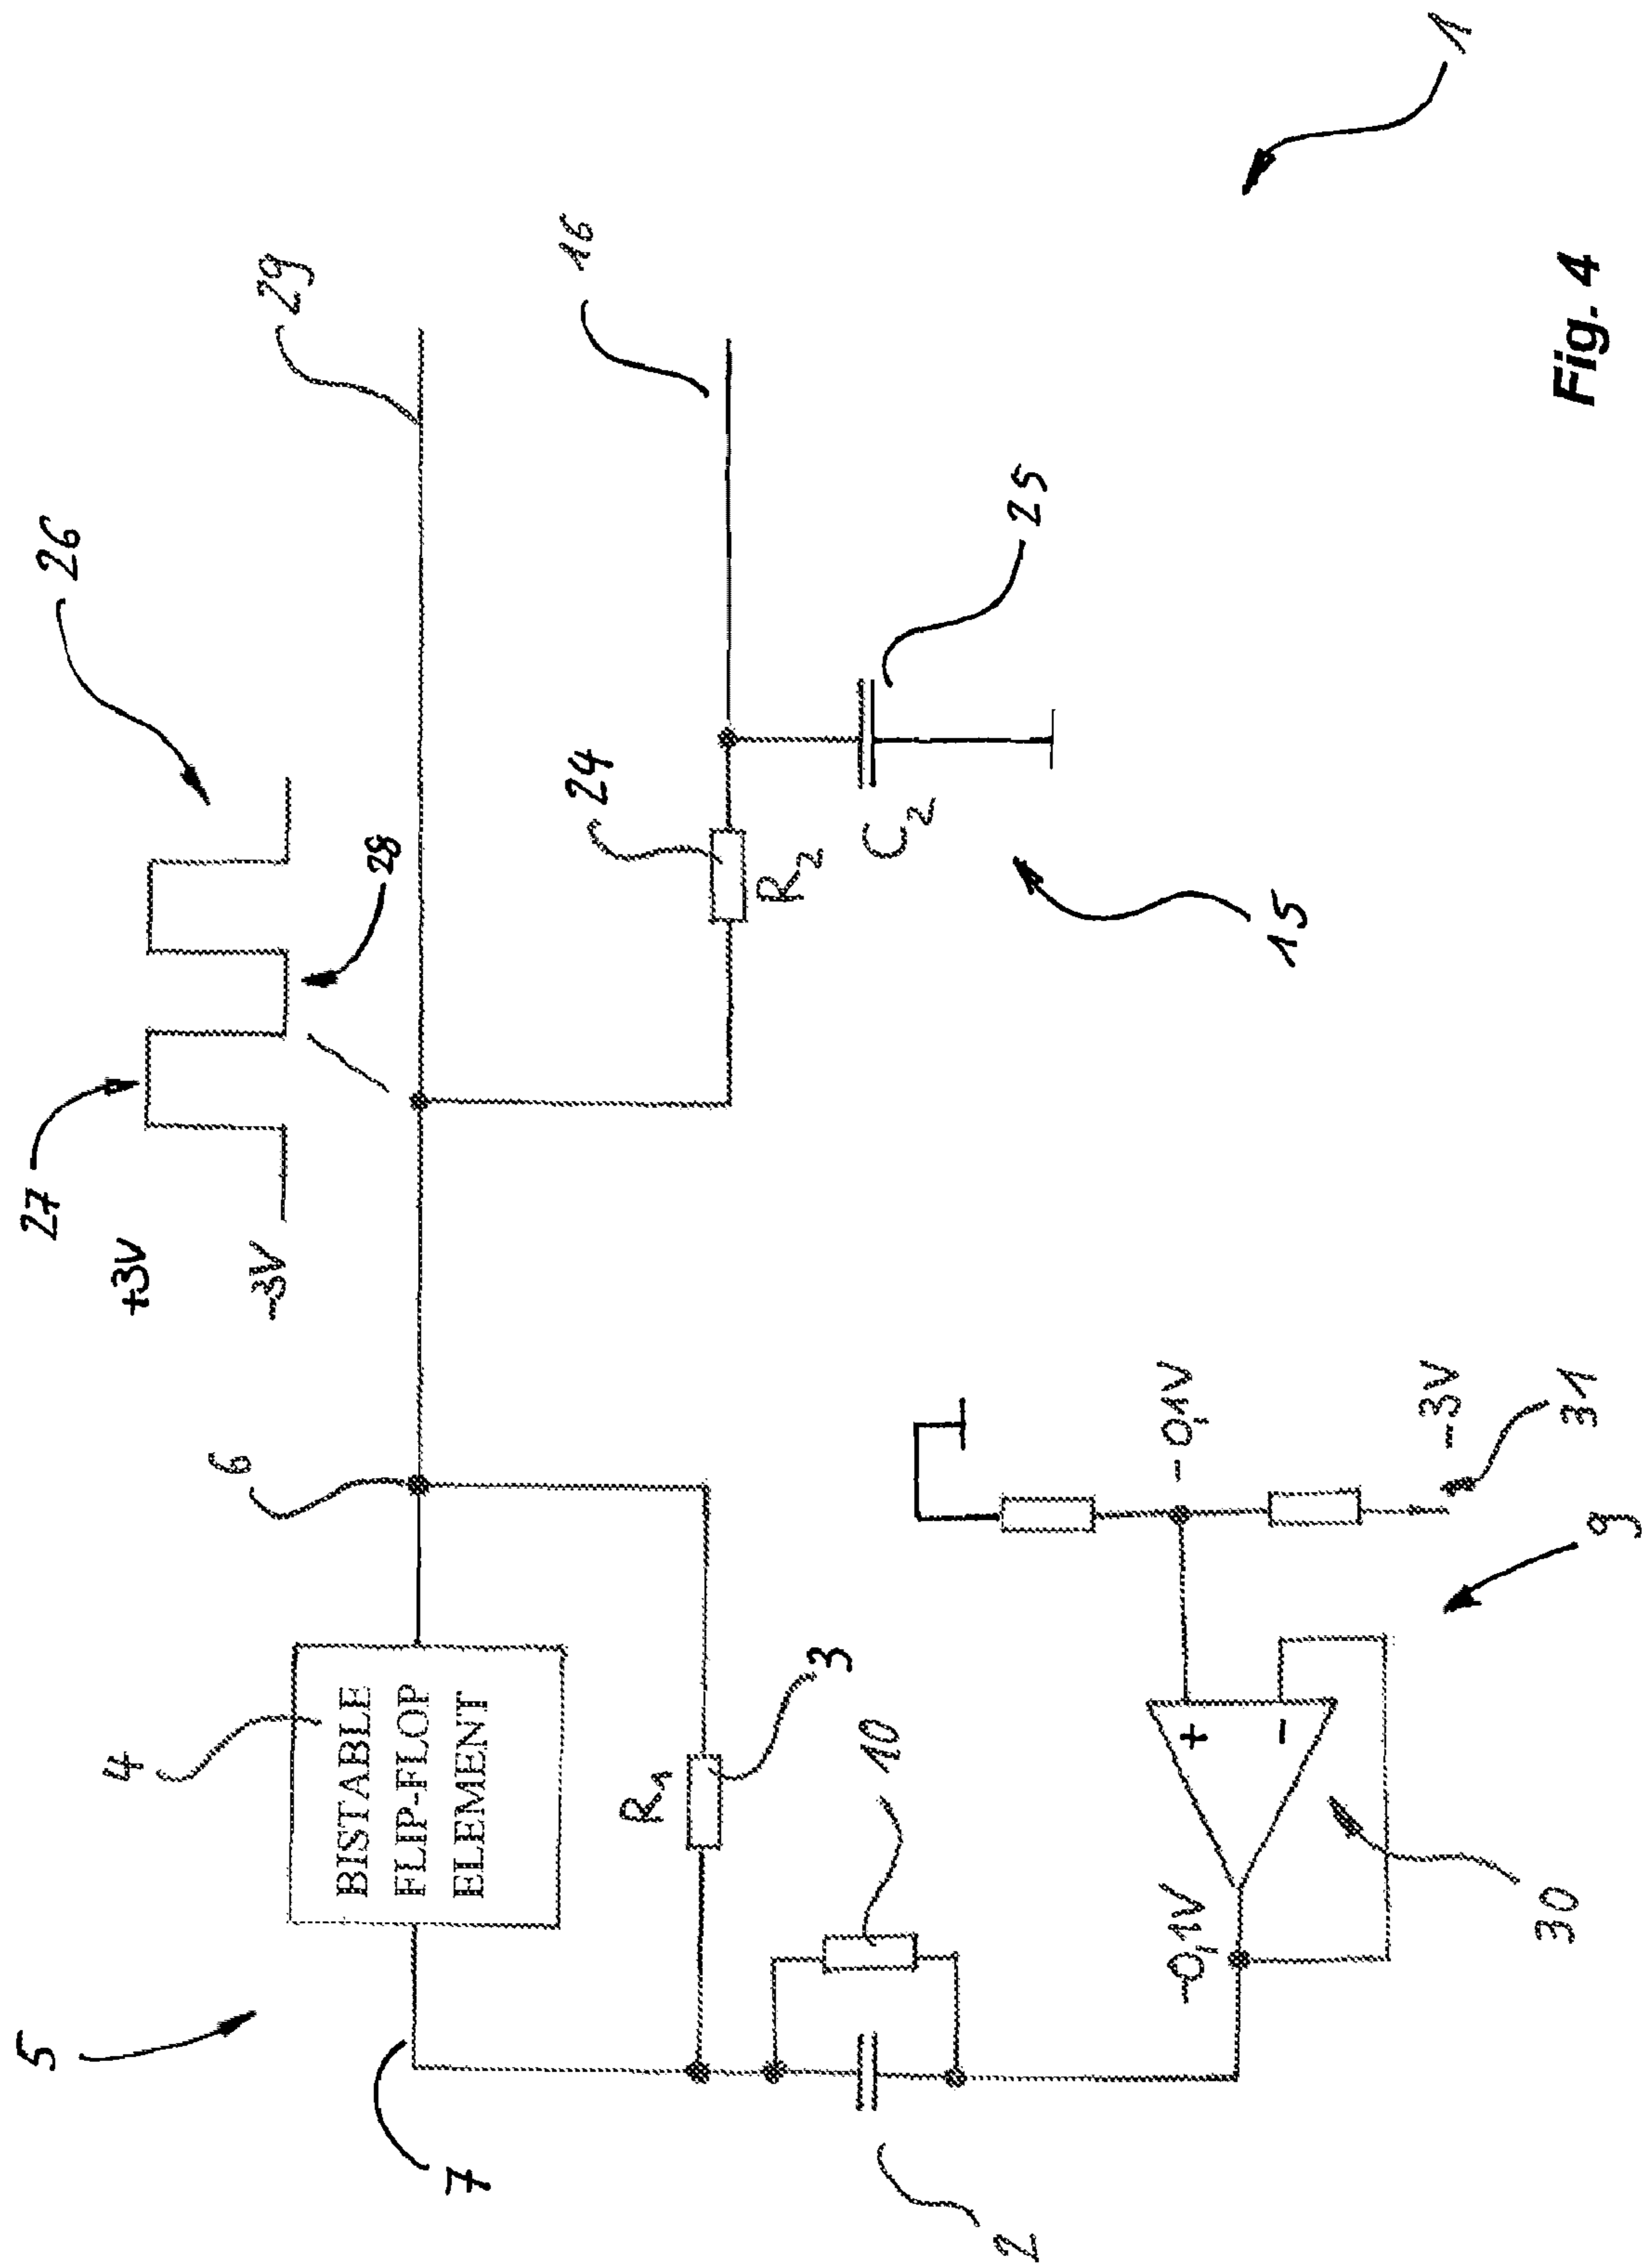 5
4
6
27
+3V
-3V
28
26
29
7
BISTABLE
FLIP-FLOP
ELEMENT
R1
3
24
R2
16
2
10
C2
25
15
-0,1V
-0,1V
+
-
30
-3V
31
9
1
Fig. 4